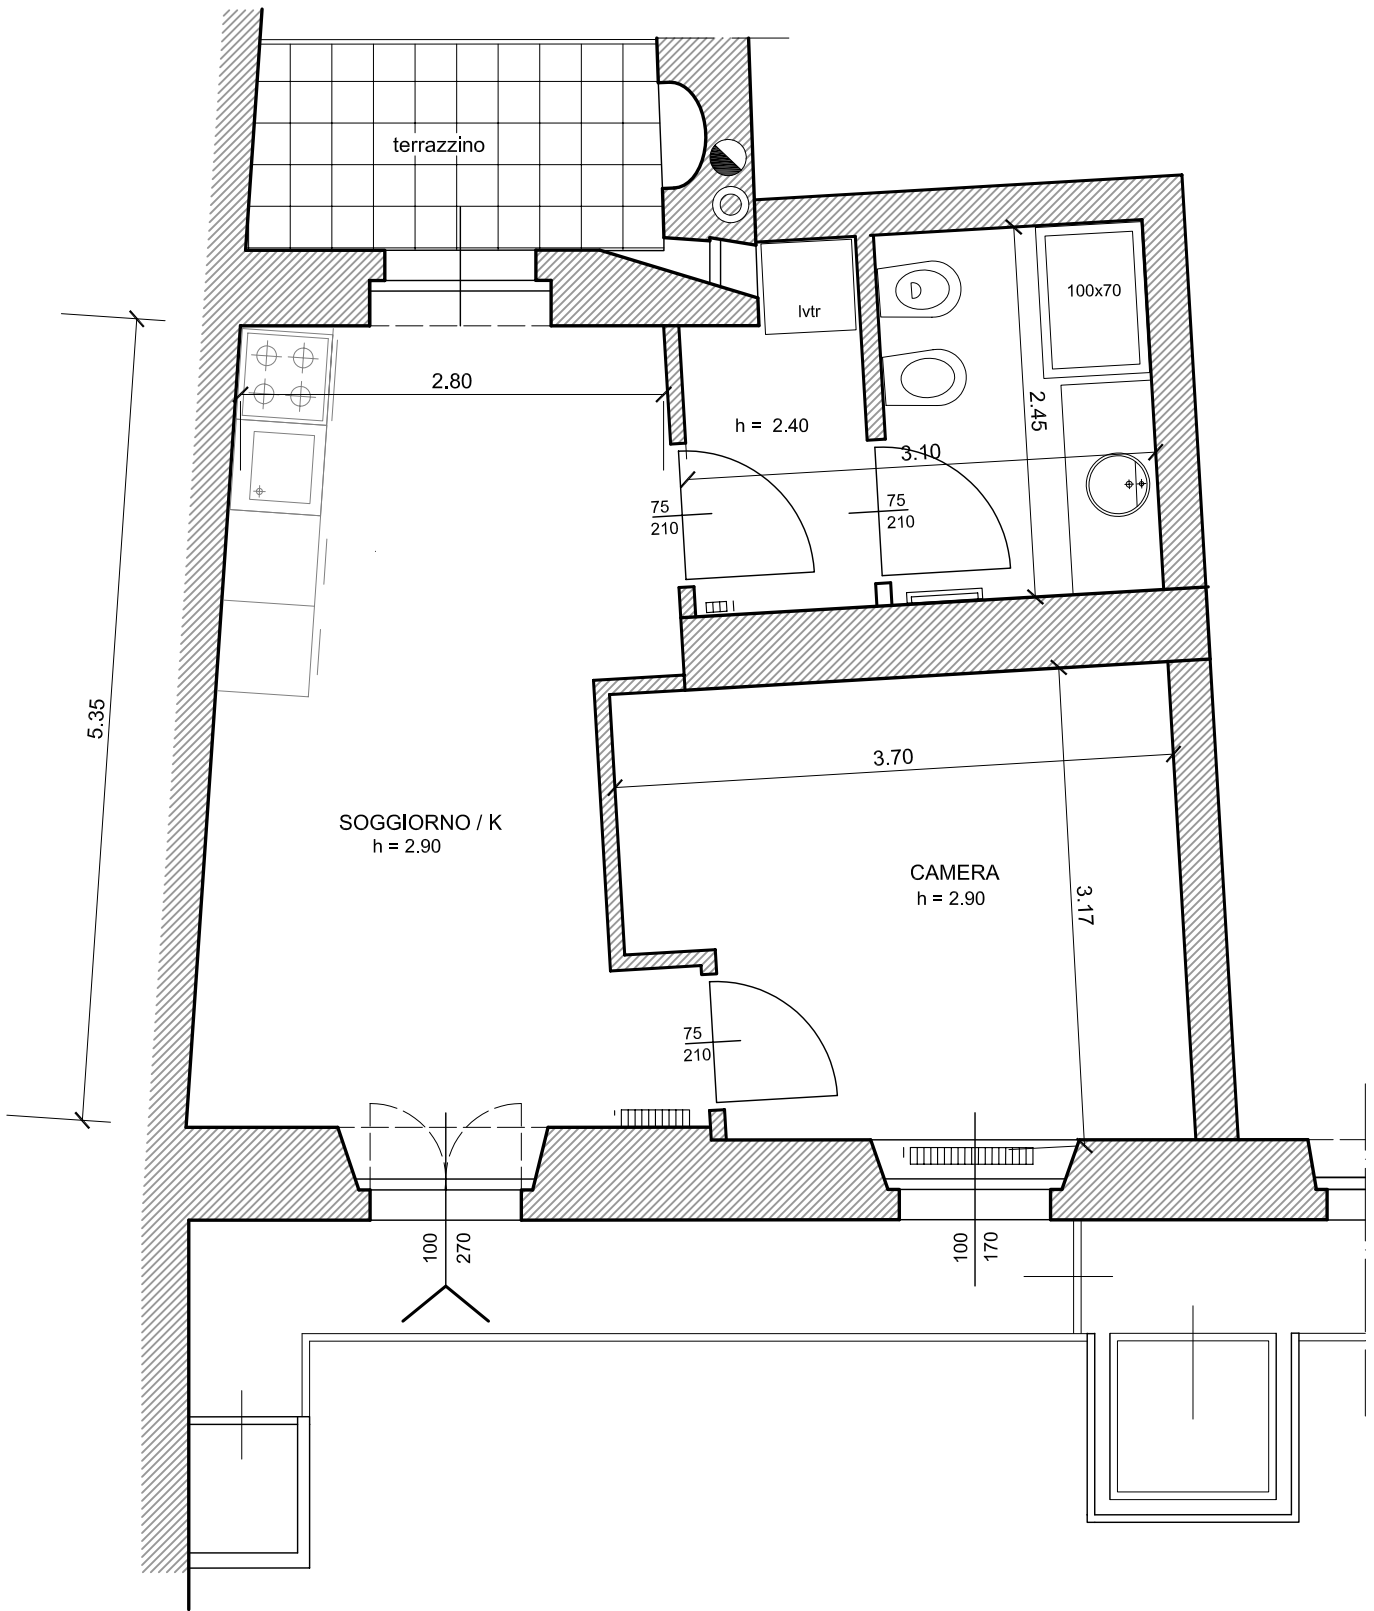 terrazzino
100x70
lvtr
2.80
2.45
h = 2.40
3.10
75
210
75
210
5.35
3.70
SOGGIORNO / K
h = 2.90
CAMERA
h = 2.90
3.17
75
210
100
270
100
170